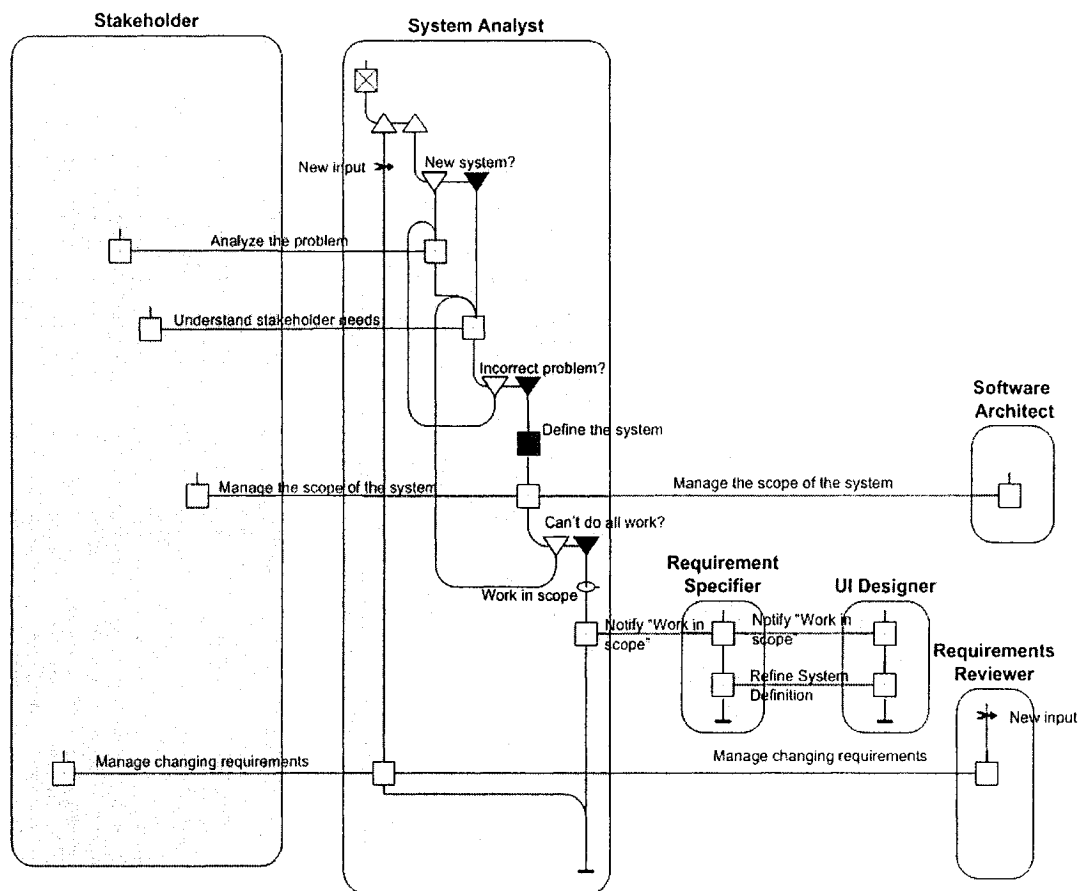 Stakeholder
System Analyst
New input
New system?
Analyze the problem
Understand stakeholder needs
Incorrect problem?
Software
Architect
Define the system
Manage the scope of the system
Manage the scope of the system
Can't do all work?
Requirement
Specifier
UI Designer
Work in scope
Notify "Work in
scope"
Notify "Work in
scope"
Requirements
Reviewer
Refine System
Definition
New input
Manage changing requirements
Manage changing requirements